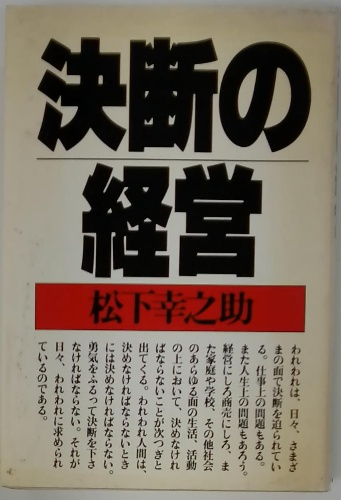 決断の
経営
松下幸之助
われわれは、日々、さまざ
まの面で決断を迫られてい
る。仕事上の問題もある。
また人生上の問題もあろう。
経営にしろ商売にしろ、ま
た家庭や学校、その他社会
のあらゆる面の生活、活動
の上において、決めなけれ
ばならないことが次つぎと
出てくる。われわれ人間は、
決めなければならないとき
には決めなければならない。
勇気をふるって決断を下さ
なければならない。それが
日々、われわれに求められ
ているのである。